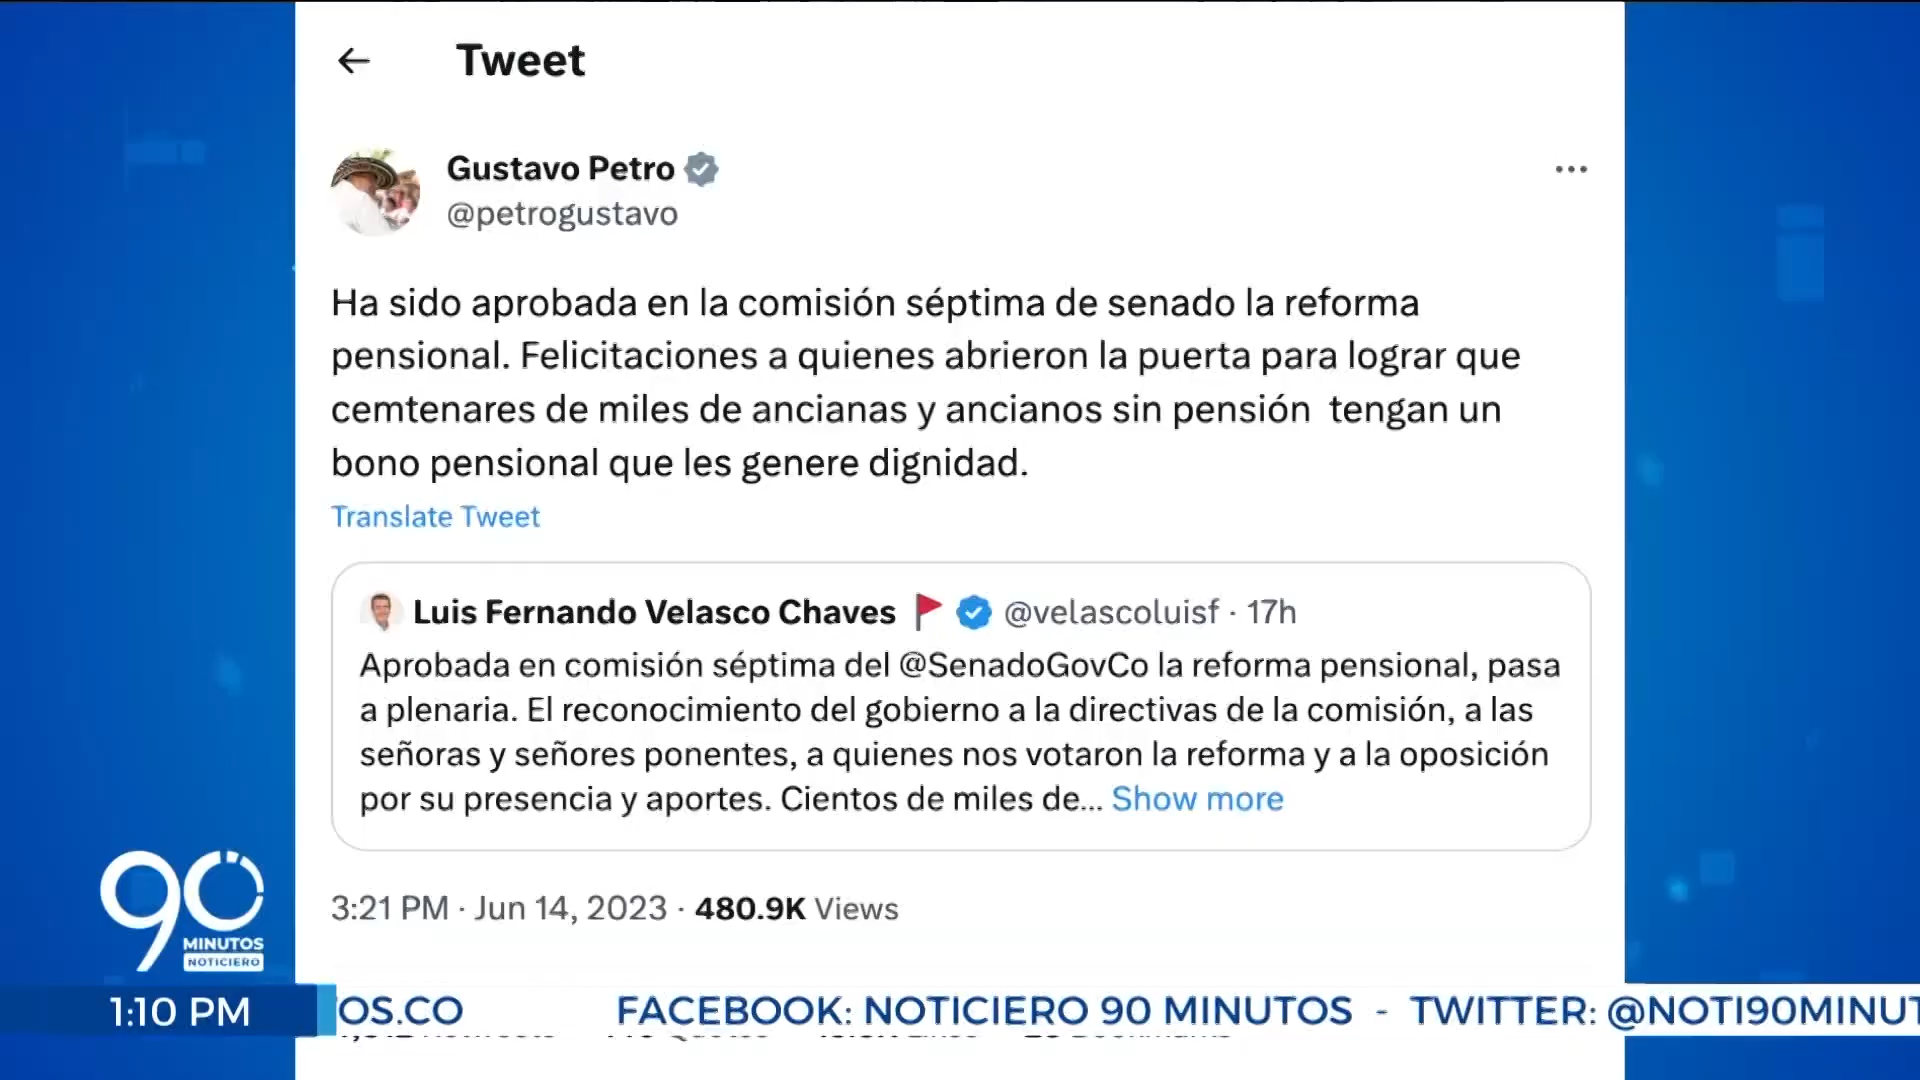 Tweet
Gustavo Petro
@petrogustavo
Ha sido aprobada en la comisión séptima de senado la reforma
pensional. Felicitaciones a quienes abrieron la puerta para lograr que
cemtenares de miles de ancianas y ancianos sin pensión tengan un
bono pensional que les genere dignidad.
Translate Tweet
Luis Fernando Velasco Chaves @velascoluisf · 17h
Aprobada en comisión séptima del @SenadoGovCo la reforma pensional, pasa
a plenaria. El reconocimiento del gobierno a la directivas de la comisión, a las
señoras y señores ponentes, a quienes nos votaron la reforma y a la oposición
por su presencia y aportes. Cientos de miles de... Show more
3:21 PM · Jun 14, 2023 · 480.9K Views
90
MINUTOS
NOTICIERO
1:10 PM
OS.CO FACEBOOK: NOTICIERO 90 MINUTOS - TWITTER: @NOTI90MINUT